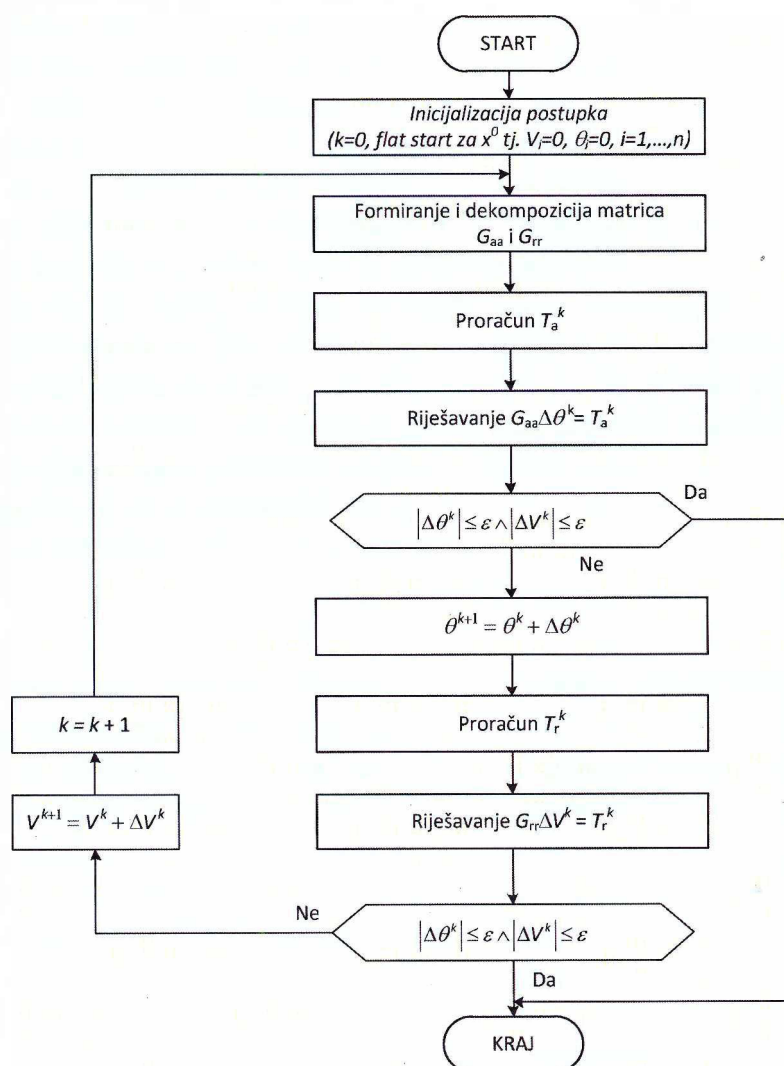 START
Inicijalizacija postupka
(k=0, flat start za x⁰ tj. Vᵢ=0, θᵢ=0, i=1,...,n)
Formiranje i dekompozicija matrica
Gaa i Grr
Proračun Tₐᵏ
Riješavanje GaaΔθᵏ= Tₐᵏ
Da
|Δθᵏ| ≤ ε ∧ |ΔVᵏ| ≤ ε
Ne
θᵏ⁺¹ = θᵏ + Δθᵏ
k = k + 1
Proračun Tᵣᵏ
Vᵏ⁺¹ = Vᵏ + ΔVᵏ
Riješavanje GrrΔVᵏ = Tᵣᵏ
Ne
|Δθᵏ| ≤ ε ∧ |ΔVᵏ| ≤ ε
Da
KRAJ